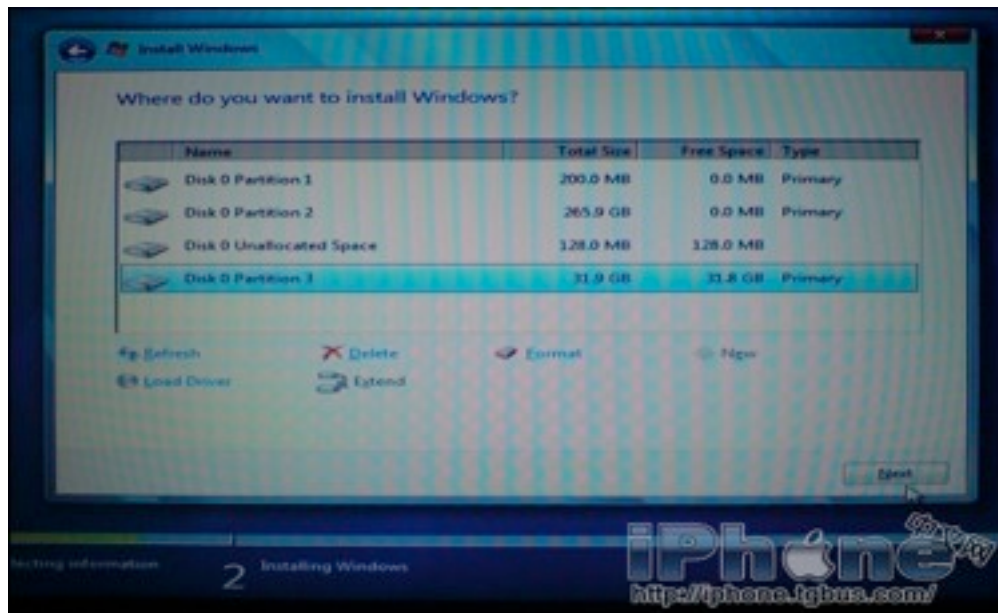 Install Windows
Where do you want to install Windows?
Name Total Size Free Space Type
Disk 0 Partition 1 200.0 MB 0.0 MB Primary
Disk 0 Partition 2 265.9 GB 0.0 MB Primary
Disk 0 Unallocated Space 128.0 MB 128.0 MB
Disk 0 Partition 3 31.9 GB 31.8 GB Primary
Refresh Delete Format New
Load Driver Extend
Next
lecting information 2 Installing Windows
iPhone
http://iphone.tgbus.com/